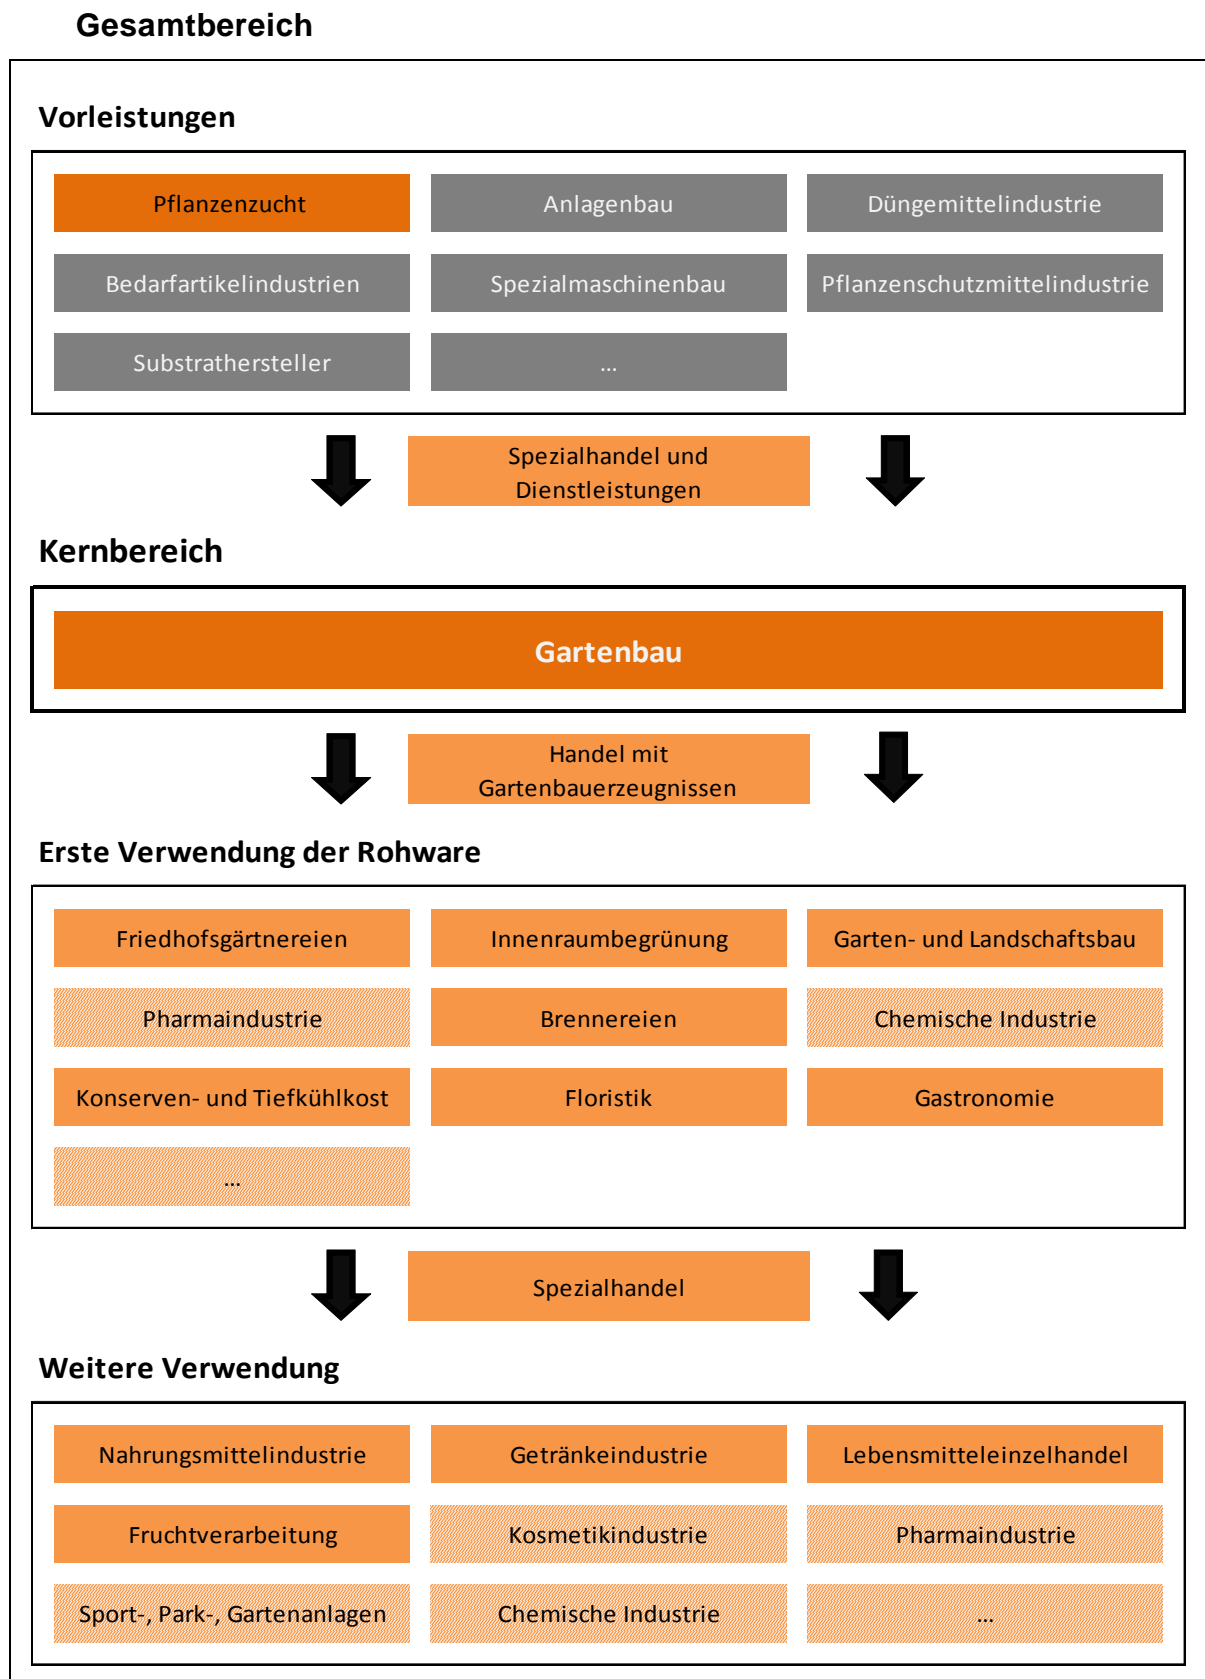 Gesamtbereich
Vorleistungen
Pflanzenzucht
Anlagenbau
Düngemittelindustrie
Bedarfartikelindustrien
Spezialmaschinenbau
Pflanzenschutzmittelindustrie
Substrathersteller
...
Spezialhandel und
Dienstleistungen
Kernbereich
Gartenbau
Handel mit
Gartenbauerzeugnissen
Erste Verwendung der Rohware
Friedhofsgärtnereien
Innenraumbegrünung
Garten- und Landschaftsbau
Pharmaindustrie
Brennereien
Chemische Industrie
Konserven- und Tiefkühlkost
Floristik
Gastronomie
...
Spezialhandel
Weitere Verwendung
Nahrungsmittelindustrie
Getränkeindustrie
Lebensmitteleinzelhandel
Fruchtverarbeitung
Kosmetikindustrie
Pharmaindustrie
Sport-, Park-, Gartenanlagen
Chemische Industrie
...